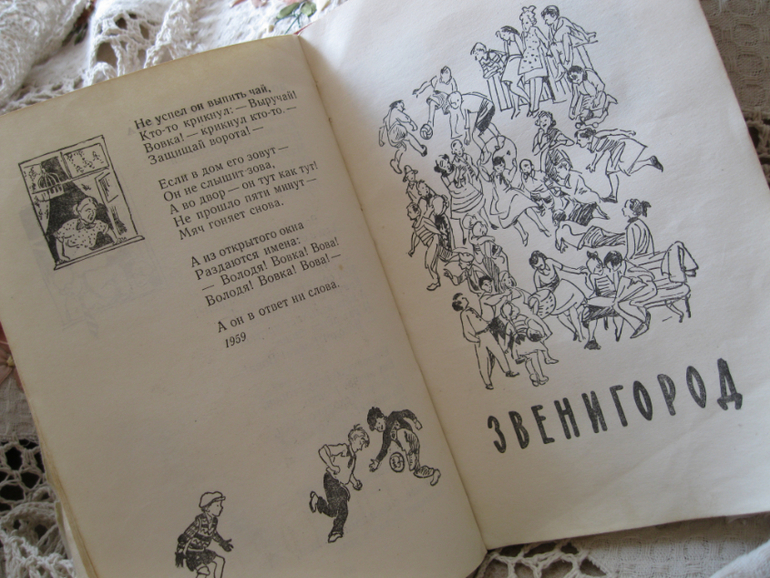 Не успел он выпить чай,
Кто-то крикнул: — Выручай!
Вовка! — крикнул кто-то. —
Защищай ворота! —
Если в дом его зовут —
Он не слышит зова,
А во двор — он тут как тут!
Не прошло пяти минут —
Мяч гоняет снова.
А из открытого окна
Раздаются имена:
— Володя! Вовка! Вова!
Володя! Вовка! Вова! —
А он в ответ ни слова.
1959
ЗВЕНИГОРОД